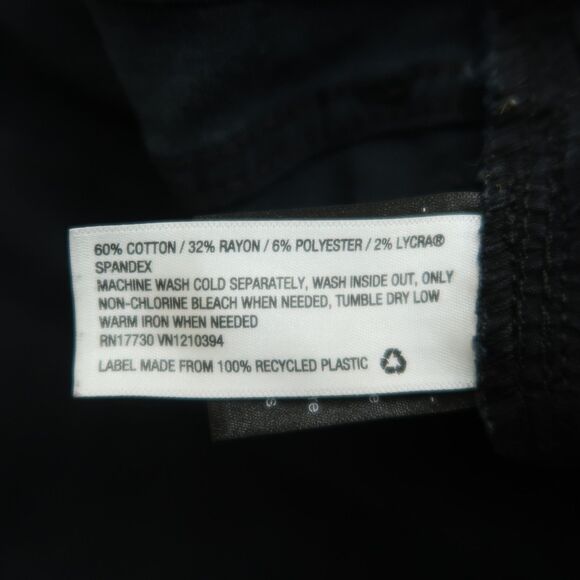 60% COTTON / 32% RAYON / 6% POLYESTER / 2% LYCRA®
SPANDEX
MACHINE WASH COLD SEPARATELY, WASH INSIDE OUT, ONLY
NON-CHLORINE BLEACH WHEN NEEDED, TUMBLE DRY LOW
WARM IRON WHEN NEEDED
RN17730 VN1210394
LABEL MADE FROM 100% RECYCLED PLASTIC